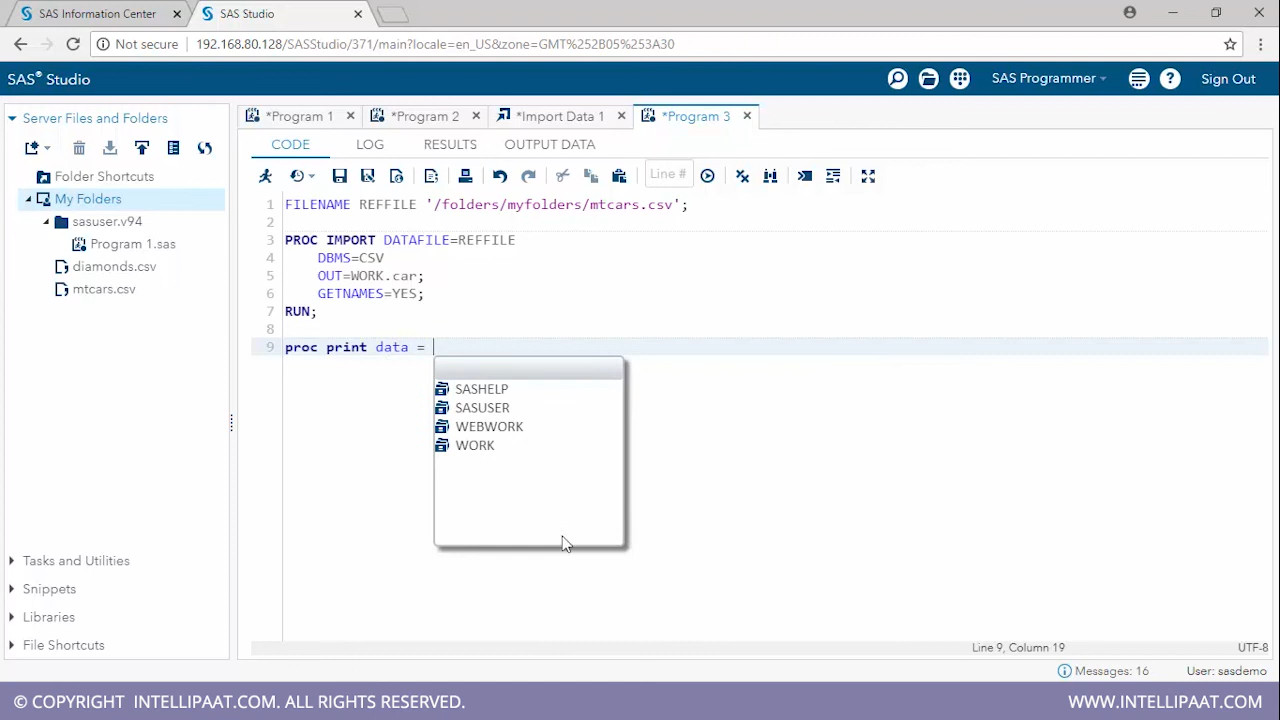 SAS Information Center
SAS Studio
Not secure
192.168.80.128/SASStudio/371/main?locale=en_US&zone=GMT%252B05%253A30
SAS® Studio
SAS Programmer
Sign Out
Server Files and Folders
Folder Shortcuts
My Folders
sasuser.v94
Program 1.sas
diamonds.csv
mtcars.csv
Tasks and Utilities
Snippets
Libraries
File Shortcuts
*Program 1
*Program 2
*Import Data 1
*Program 3
CODE
LOG
RESULTS
OUTPUT DATA
Line #
1 FILENAME REFFILE '/folders/myfolders/mtcars.csv';
2
3 PROC IMPORT DATAFILE=REFFILE
4 DBMS=CSV
5 OUT=WORK.car;
6 GETNAMES=YES;
7 RUN;
8
9 proc print data =
SASHELP
SASUSER
WEBWORK
WORK
Line 9, Column 19
UTF-8
Messages: 16
User: sasdemo
© COPYRIGHT INTELLIPAAT.COM. ALL RIGHTS RESERVED.
WWW.INTELLIPAAT.COM